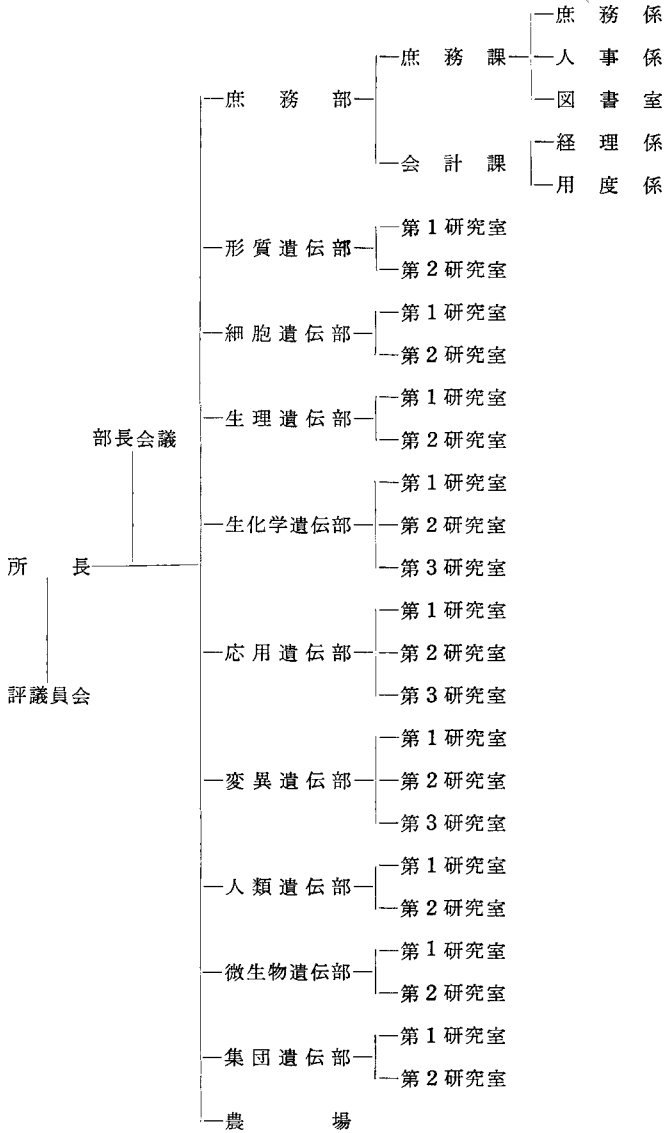 庶務係
庶務課
人事係
庶務部
図書室
経理係
会計課
用度係
第1研究室
形質遺伝部
第2研究室
第1研究室
細胞遺伝部
第2研究室
第1研究室
生理遺伝部
第2研究室
部長会議
第1研究室
生化学遺伝部
第2研究室
第3研究室
所長
第1研究室
応用遺伝部
第2研究室
第3研究室
評議員会
第1研究室
変異遺伝部
第2研究室
第3研究室
第1研究室
人類遺伝部
第2研究室
第1研究室
微生物遺伝部
第2研究室
第1研究室
集団遺伝部
第2研究室
農場